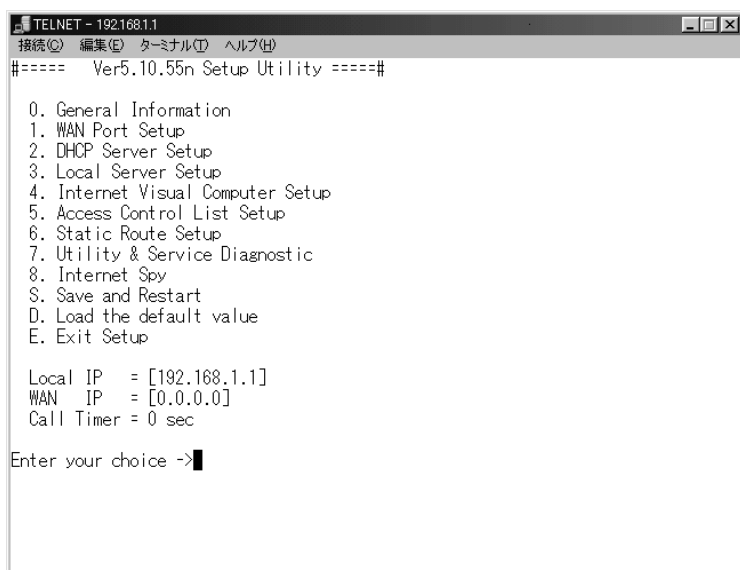 TELNET - 192.168.1.1
接続(C) 編集(E) ターミナル(T) ヘルプ(H)
#===== Ver5.10.55n Setup Utility =====#
0. General Information
1. WAN Port Setup
2. DHCP Server Setup
3. Local Server Setup
4. Internet Visual Computer Setup
5. Access Control List Setup
6. Static Route Setup
7. Utility & Service Diagnostic
8. Internet Spy
S. Save and Restart
D. Load the default value
E. Exit Setup
Local IP = [192.168.1.1]
WAN IP = [0.0.0.0]
Call Timer = 0 sec
Enter your choice ->